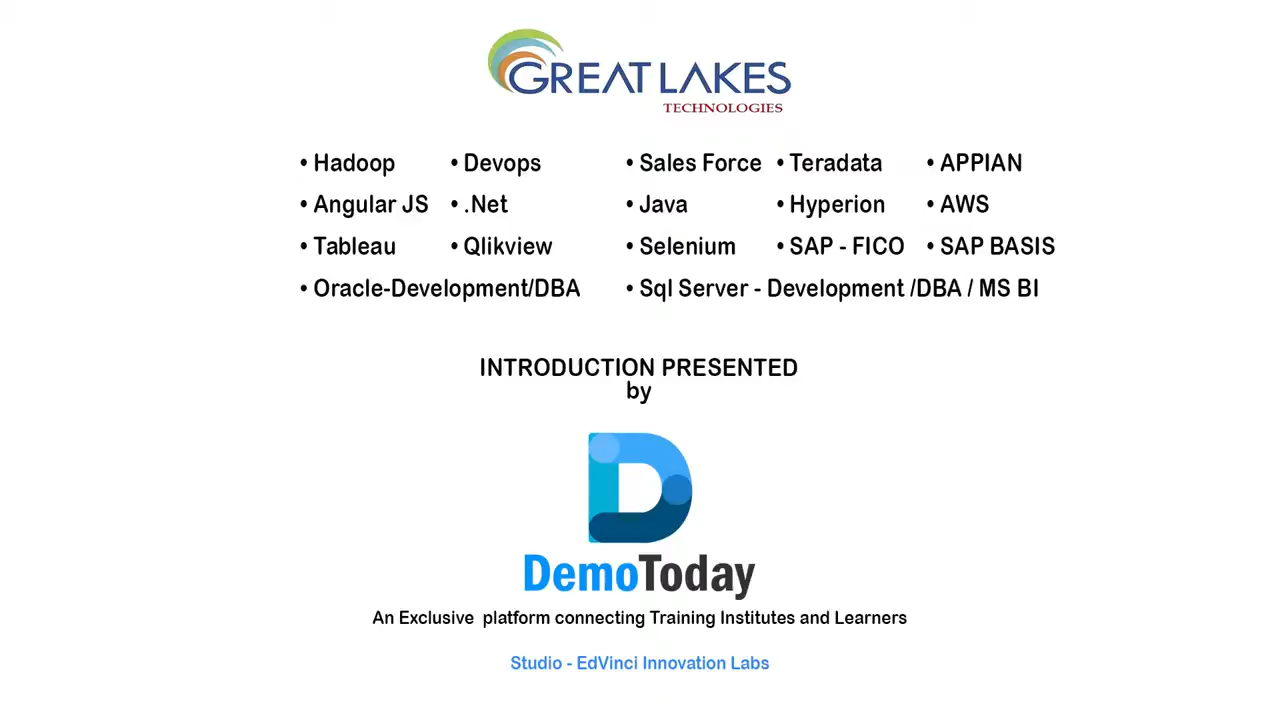 GREAT LAKES
TECHNOLOGIES
• Hadoop • Devops • Sales Force • Teradata • APPIAN
• Angular JS • .Net • Java • Hyperion • AWS
• Tableau • Qlikview • Selenium • SAP - FICO • SAP BASIS
• Oracle-Development/DBA • Sql Server - Development /DBA / MS BI
INTRODUCTION PRESENTED
by
DemoToday
An Exclusive platform connecting Training Institutes and Learners
Studio - EdVinci Innovation Labs